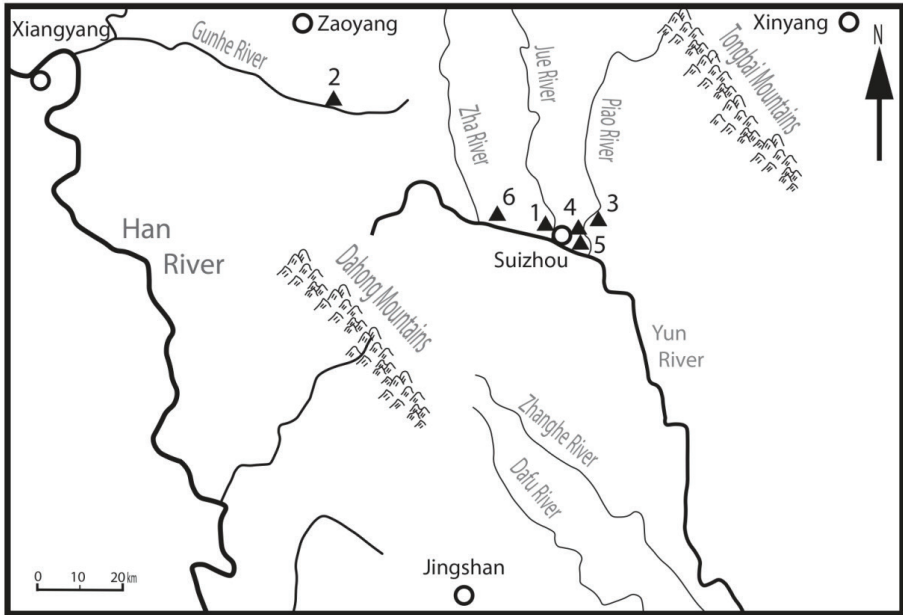 Xiangyang
Zaoyang
Xinyang
N
Gunhe River
Jue River
Tongbai Mountains
2
Zha River
Piao River
6
1
4
3
5
Han
River
Suizhou
Dahong Mountains
Yun
River
Zhanghe River
Dafu River
Jingshan
0 10 20 km